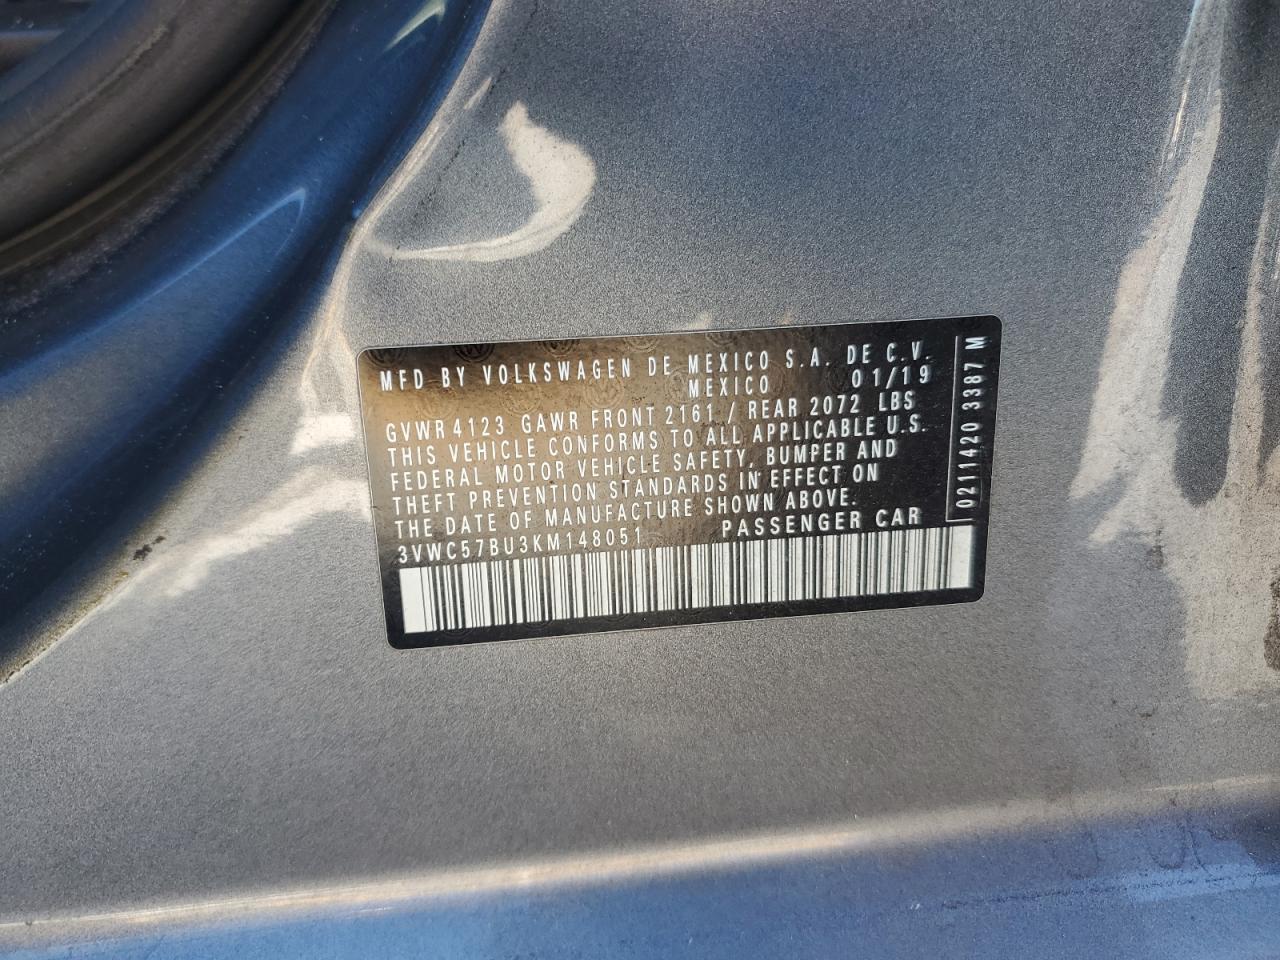 MFD BY VOLKSWAGEN DE MEXICO S.A. DE C.V.
MEXICO 01/19
GVWR 4123 GAWR FRONT 2161 / REAR 2072 LBS
THIS VEHICLE CONFORMS TO ALL APPLICABLE U.S.
FEDERAL MOTOR VEHICLE SAFETY, BUMPER AND
THEFT PREVENTION STANDARDS IN EFFECT ON
THE DATE OF MANUFACTURE SHOWN ABOVE.
3VWC57BU3KM148051 PASSENGER CAR
0211420 3387 M